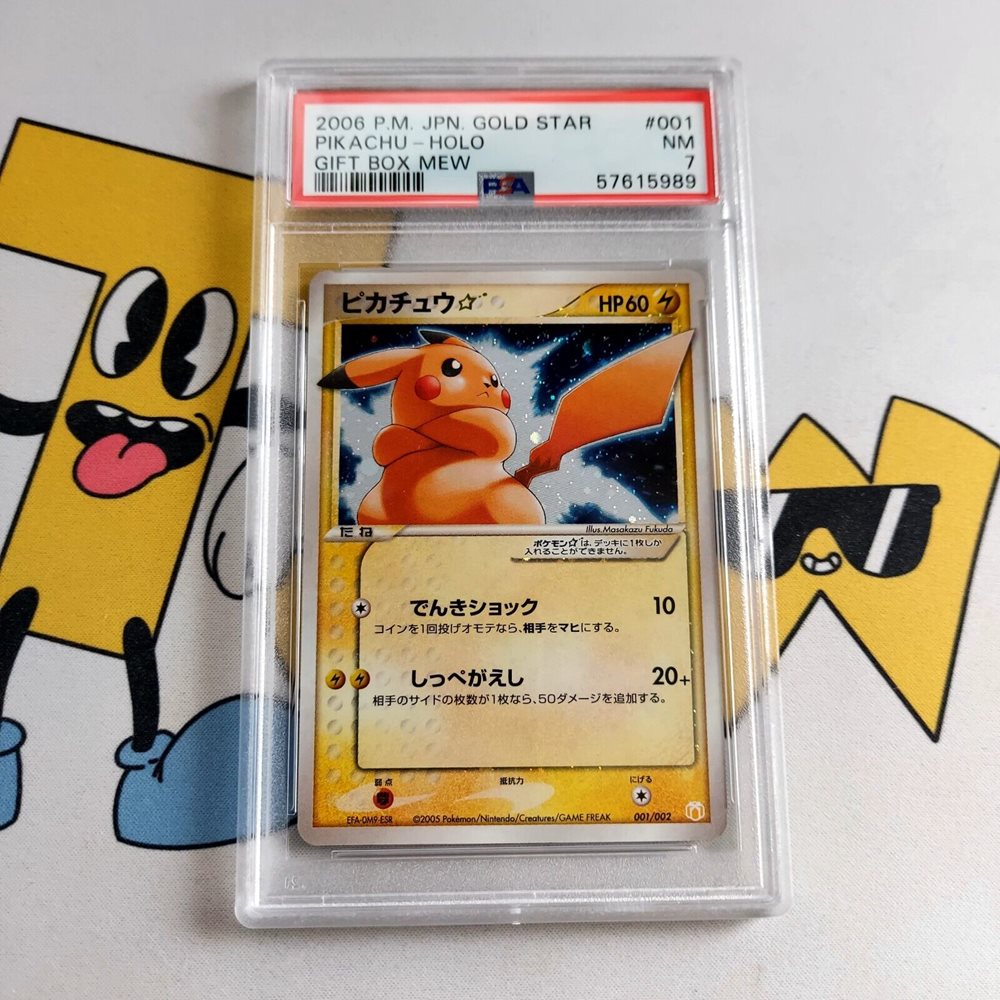 2006 P.M. JPN. GOLD STAR #001
PIKACHU - HOLO NM
GIFT BOX MEW 7
PSA 57615989
ピカチュウ☆ HP60
たね
Illus. Masakazu Fukuda
ポケモン☆は、デッキに1枚しか
入れることができません。
でんきショック 10
コインを1回投げオモテなら、相手をマヒにする。
しっぺがえし 20+
相手のサイドの枚数が1枚なら、50ダメージを追加する。
弱点 抵抗力 にげる
EFA-0M9-ESR ©2005 Pokémon/Nintendo/Creatures/GAME FREAK 001/002